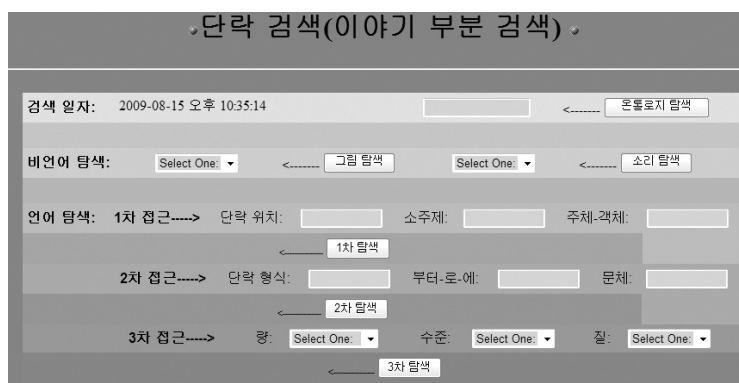 단락 검색(이야기 부분 검색)
검색 일자: 2009-08-15 오후 10:35:14 <------- 온톨로지 탐색
비언어 탐색: Select One: <------- 그림 탐색 Select One: <------- 소리 탐색
언어 탐색: 1차 접근-----> 단락 위치: 소주제: 주체-객체:
<------- 1차 탐색
2차 접근-----> 단락 형식: 부터-로-에: 문체:
<------- 2차 탐색
3차 접근-----> 량: Select One: 수준: Select One: 질: Select One:
<------- 3차 탐색